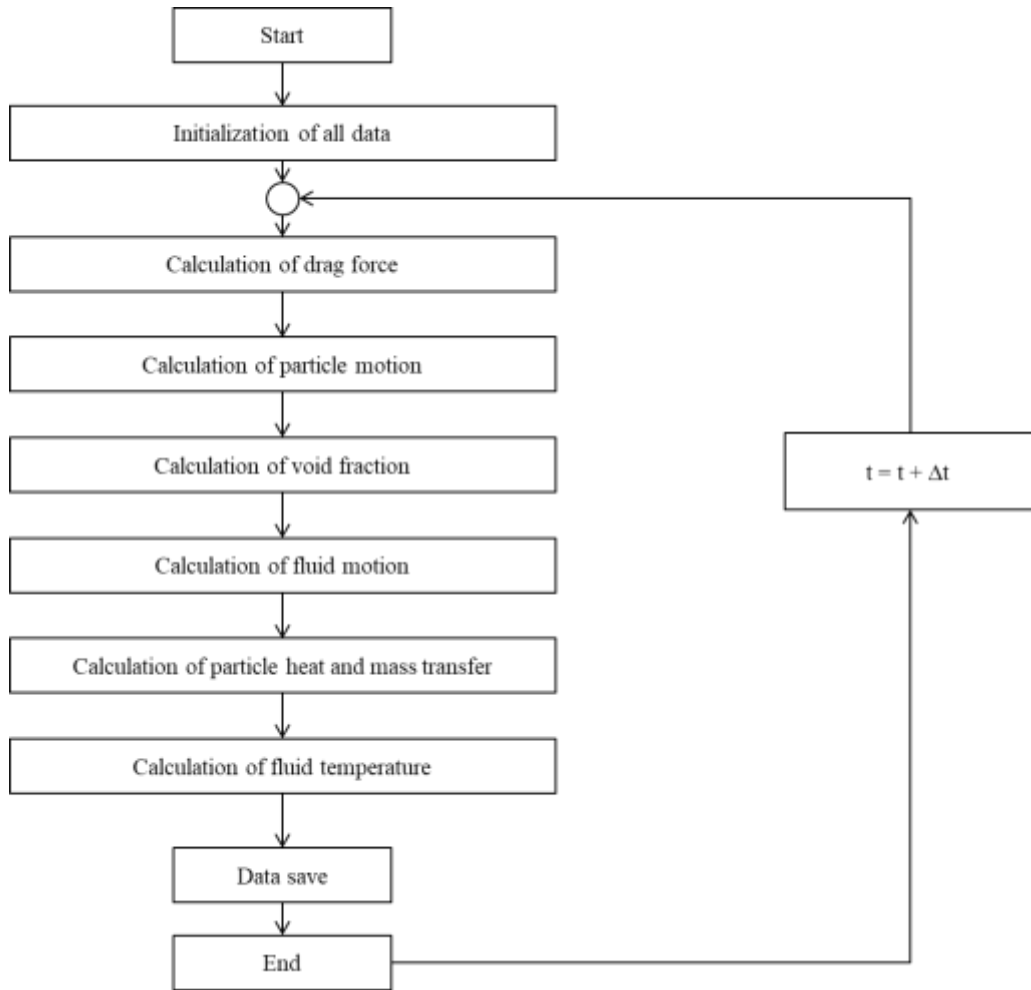 Start
Initialization of all data
Calculation of drag force
Calculation of particle motion
Calculation of void fraction
t = t + Δt
Calculation of fluid motion
Calculation of particle heat and mass transfer
Calculation of fluid temperature
Data save
End